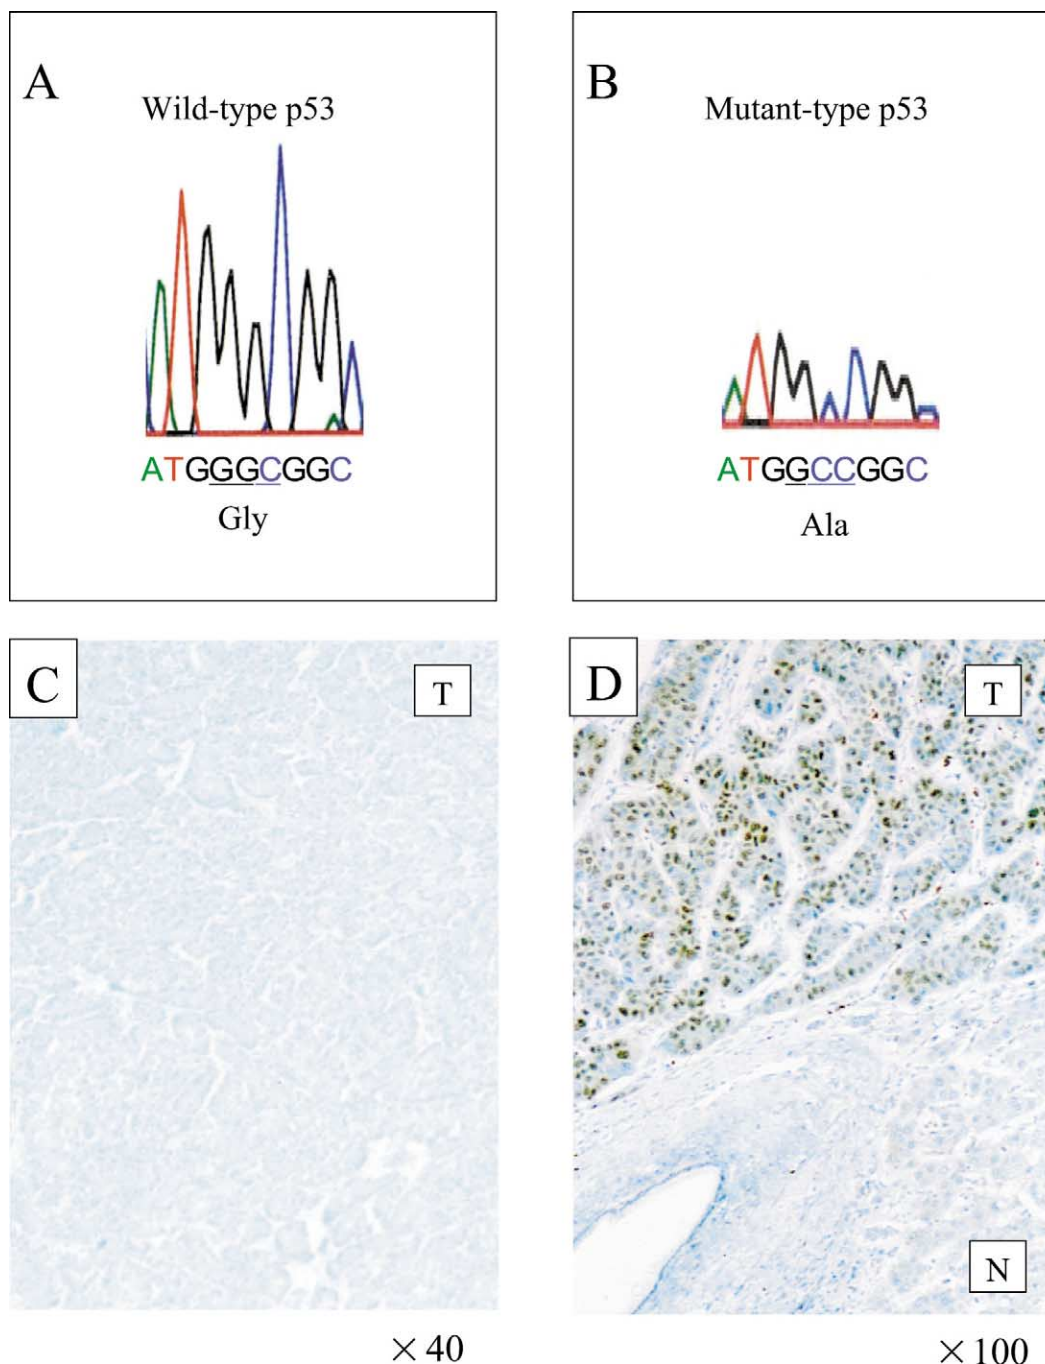 A
Wild-type p53
ATGGGCGGC
Gly
B
Mutant-type p53
ATGGCCGGC
Ala
C
T
×40
D
T
N
×100